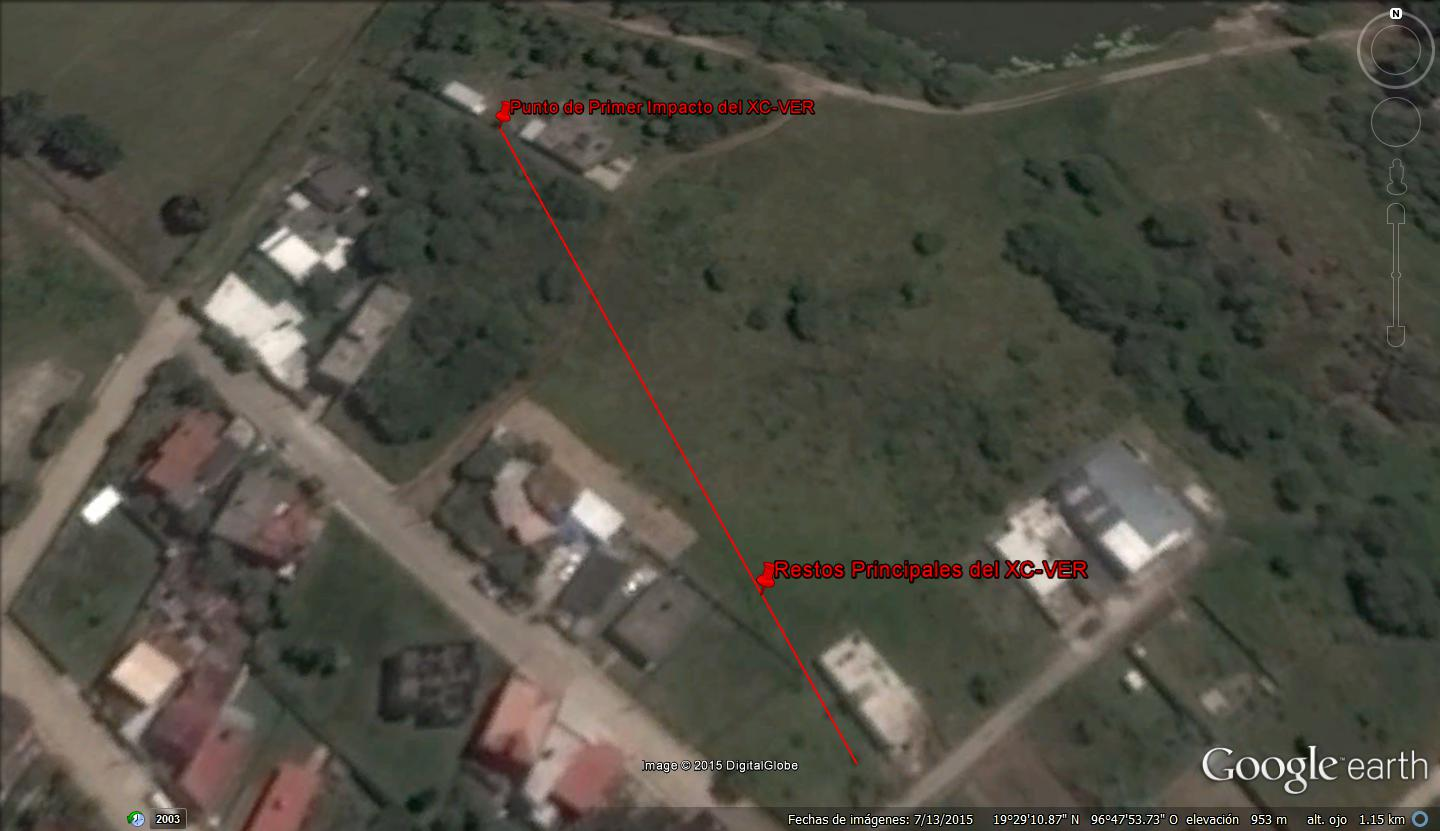 N
Punto de Primer Impacto del XC-VER
Restos Principales del XC-VER
Google earth
Image © 2015 DigitalGlobe
2003
Fechas de imágenes: 7/13/2015 19°29'10.87" N 96°47'53.73" O elevación 953 m alt. ojo 1.15 km